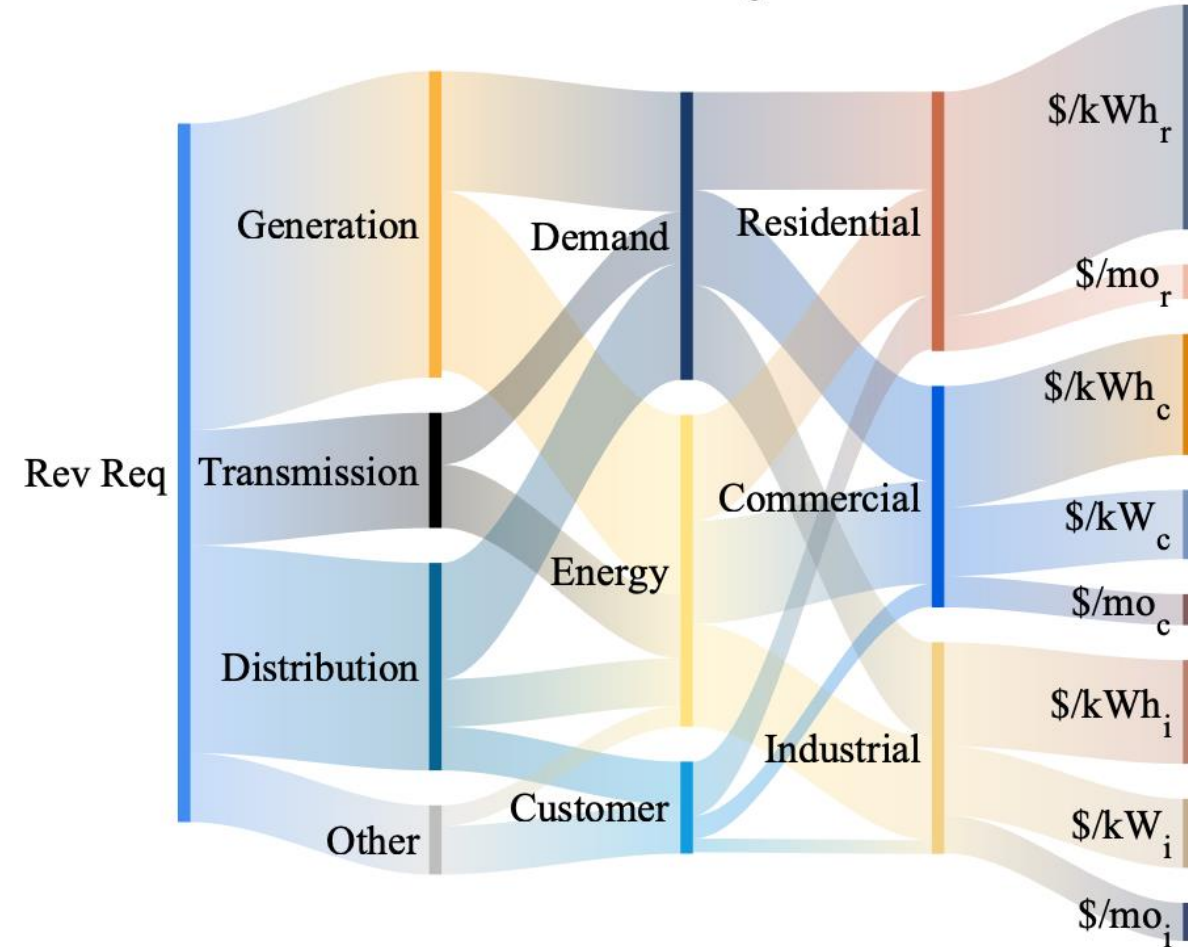 Rev Req
Generation
Transmission
Distribution
Other
Demand
Energy
Customer
Residential
Commercial
Industrial
$/kWh_r
$/mo_r
$/kWh_c
$/kW_c
$/mo_c
$/kWh_i
$/kW_i
$/mo_i